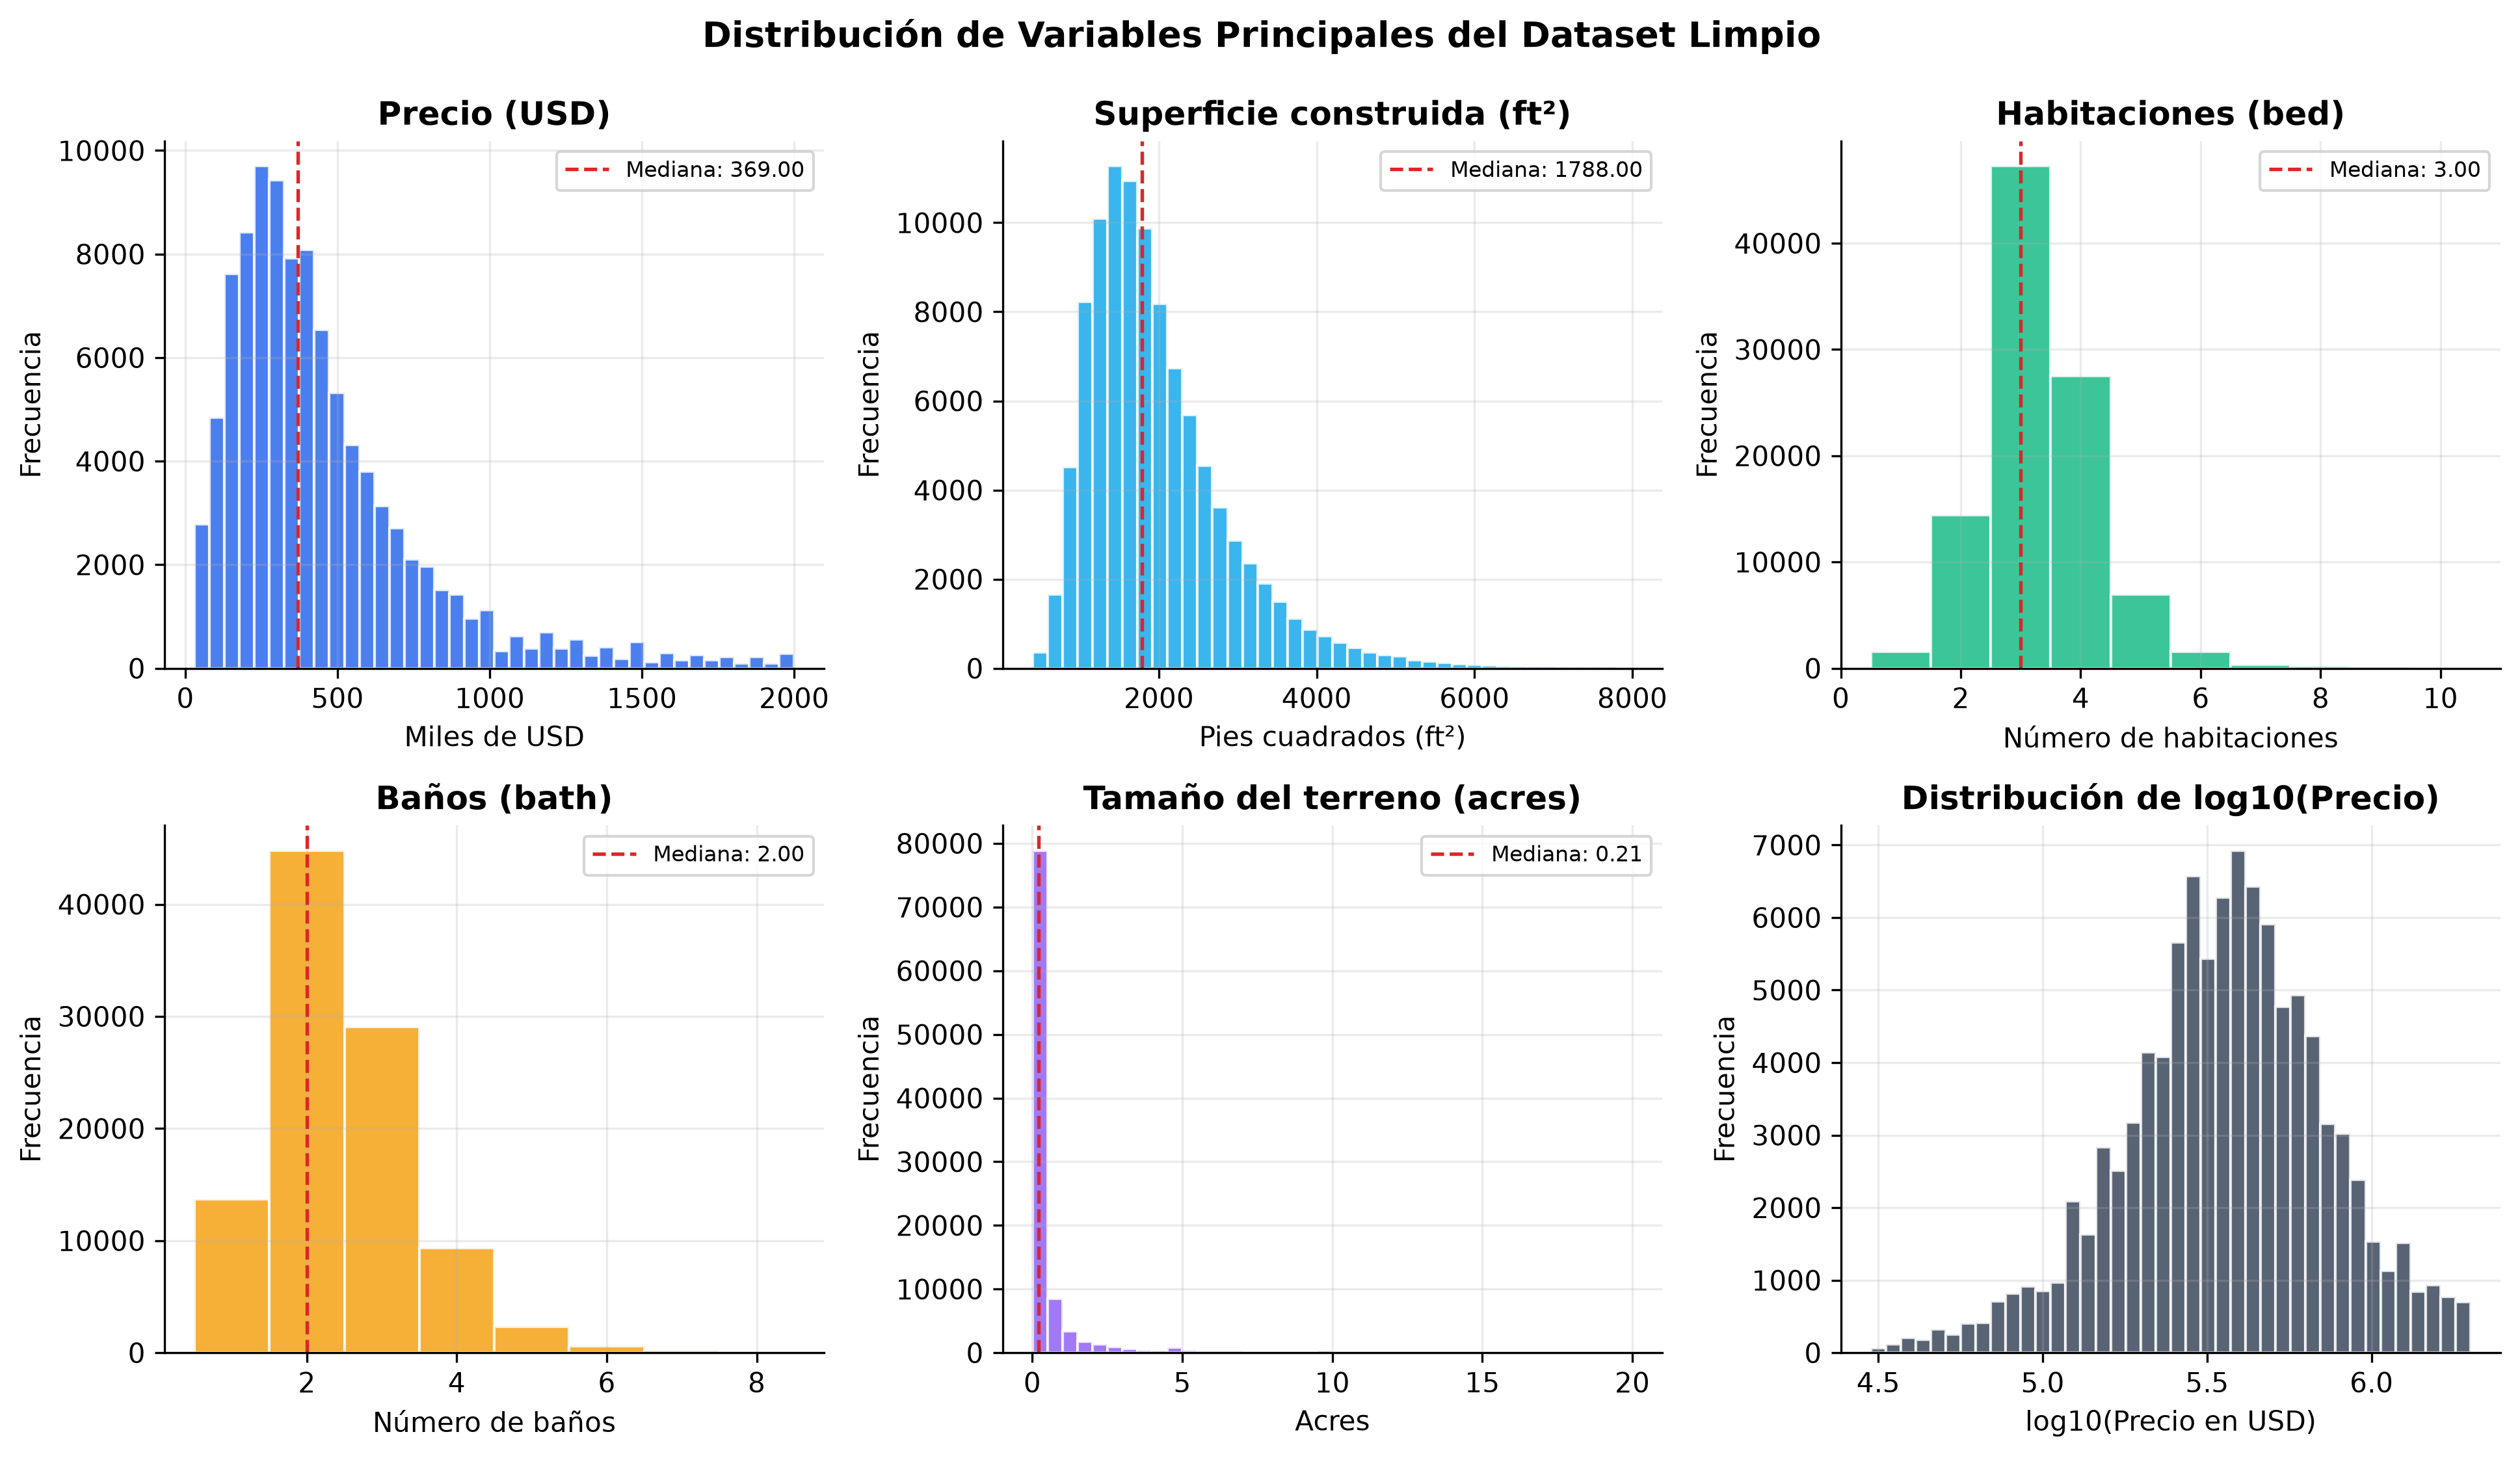 Distribución de Variables Principales del Dataset Limpio
Precio (USD)
Mediana: 369.00
Frecuencia
10000
8000
6000
4000
2000
0
0 500 1000 1500 2000
Miles de USD
Superficie construida (ft²)
Mediana: 1788.00
Frecuencia
10000
8000
6000
4000
2000
0
2000 4000 6000 8000
Pies cuadrados (ft²)
Habitaciones (bed)
Mediana: 3.00
Frecuencia
40000
30000
20000
10000
0
0 2 4 6 8 10
Número de habitaciones
Baños (bath)
Mediana: 2.00
Frecuencia
40000
30000
20000
10000
0
2 4 6 8
Número de baños
Tamaño del terreno (acres)
Mediana: 0.21
Frecuencia
80000
70000
60000
50000
40000
30000
20000
10000
0
0 5 10 15 20
Acres
Distribución de log10(Precio)
Frecuencia
7000
6000
5000
4000
3000
2000
1000
0
4.5 5.0 5.5 6.0
log10(Precio en USD)